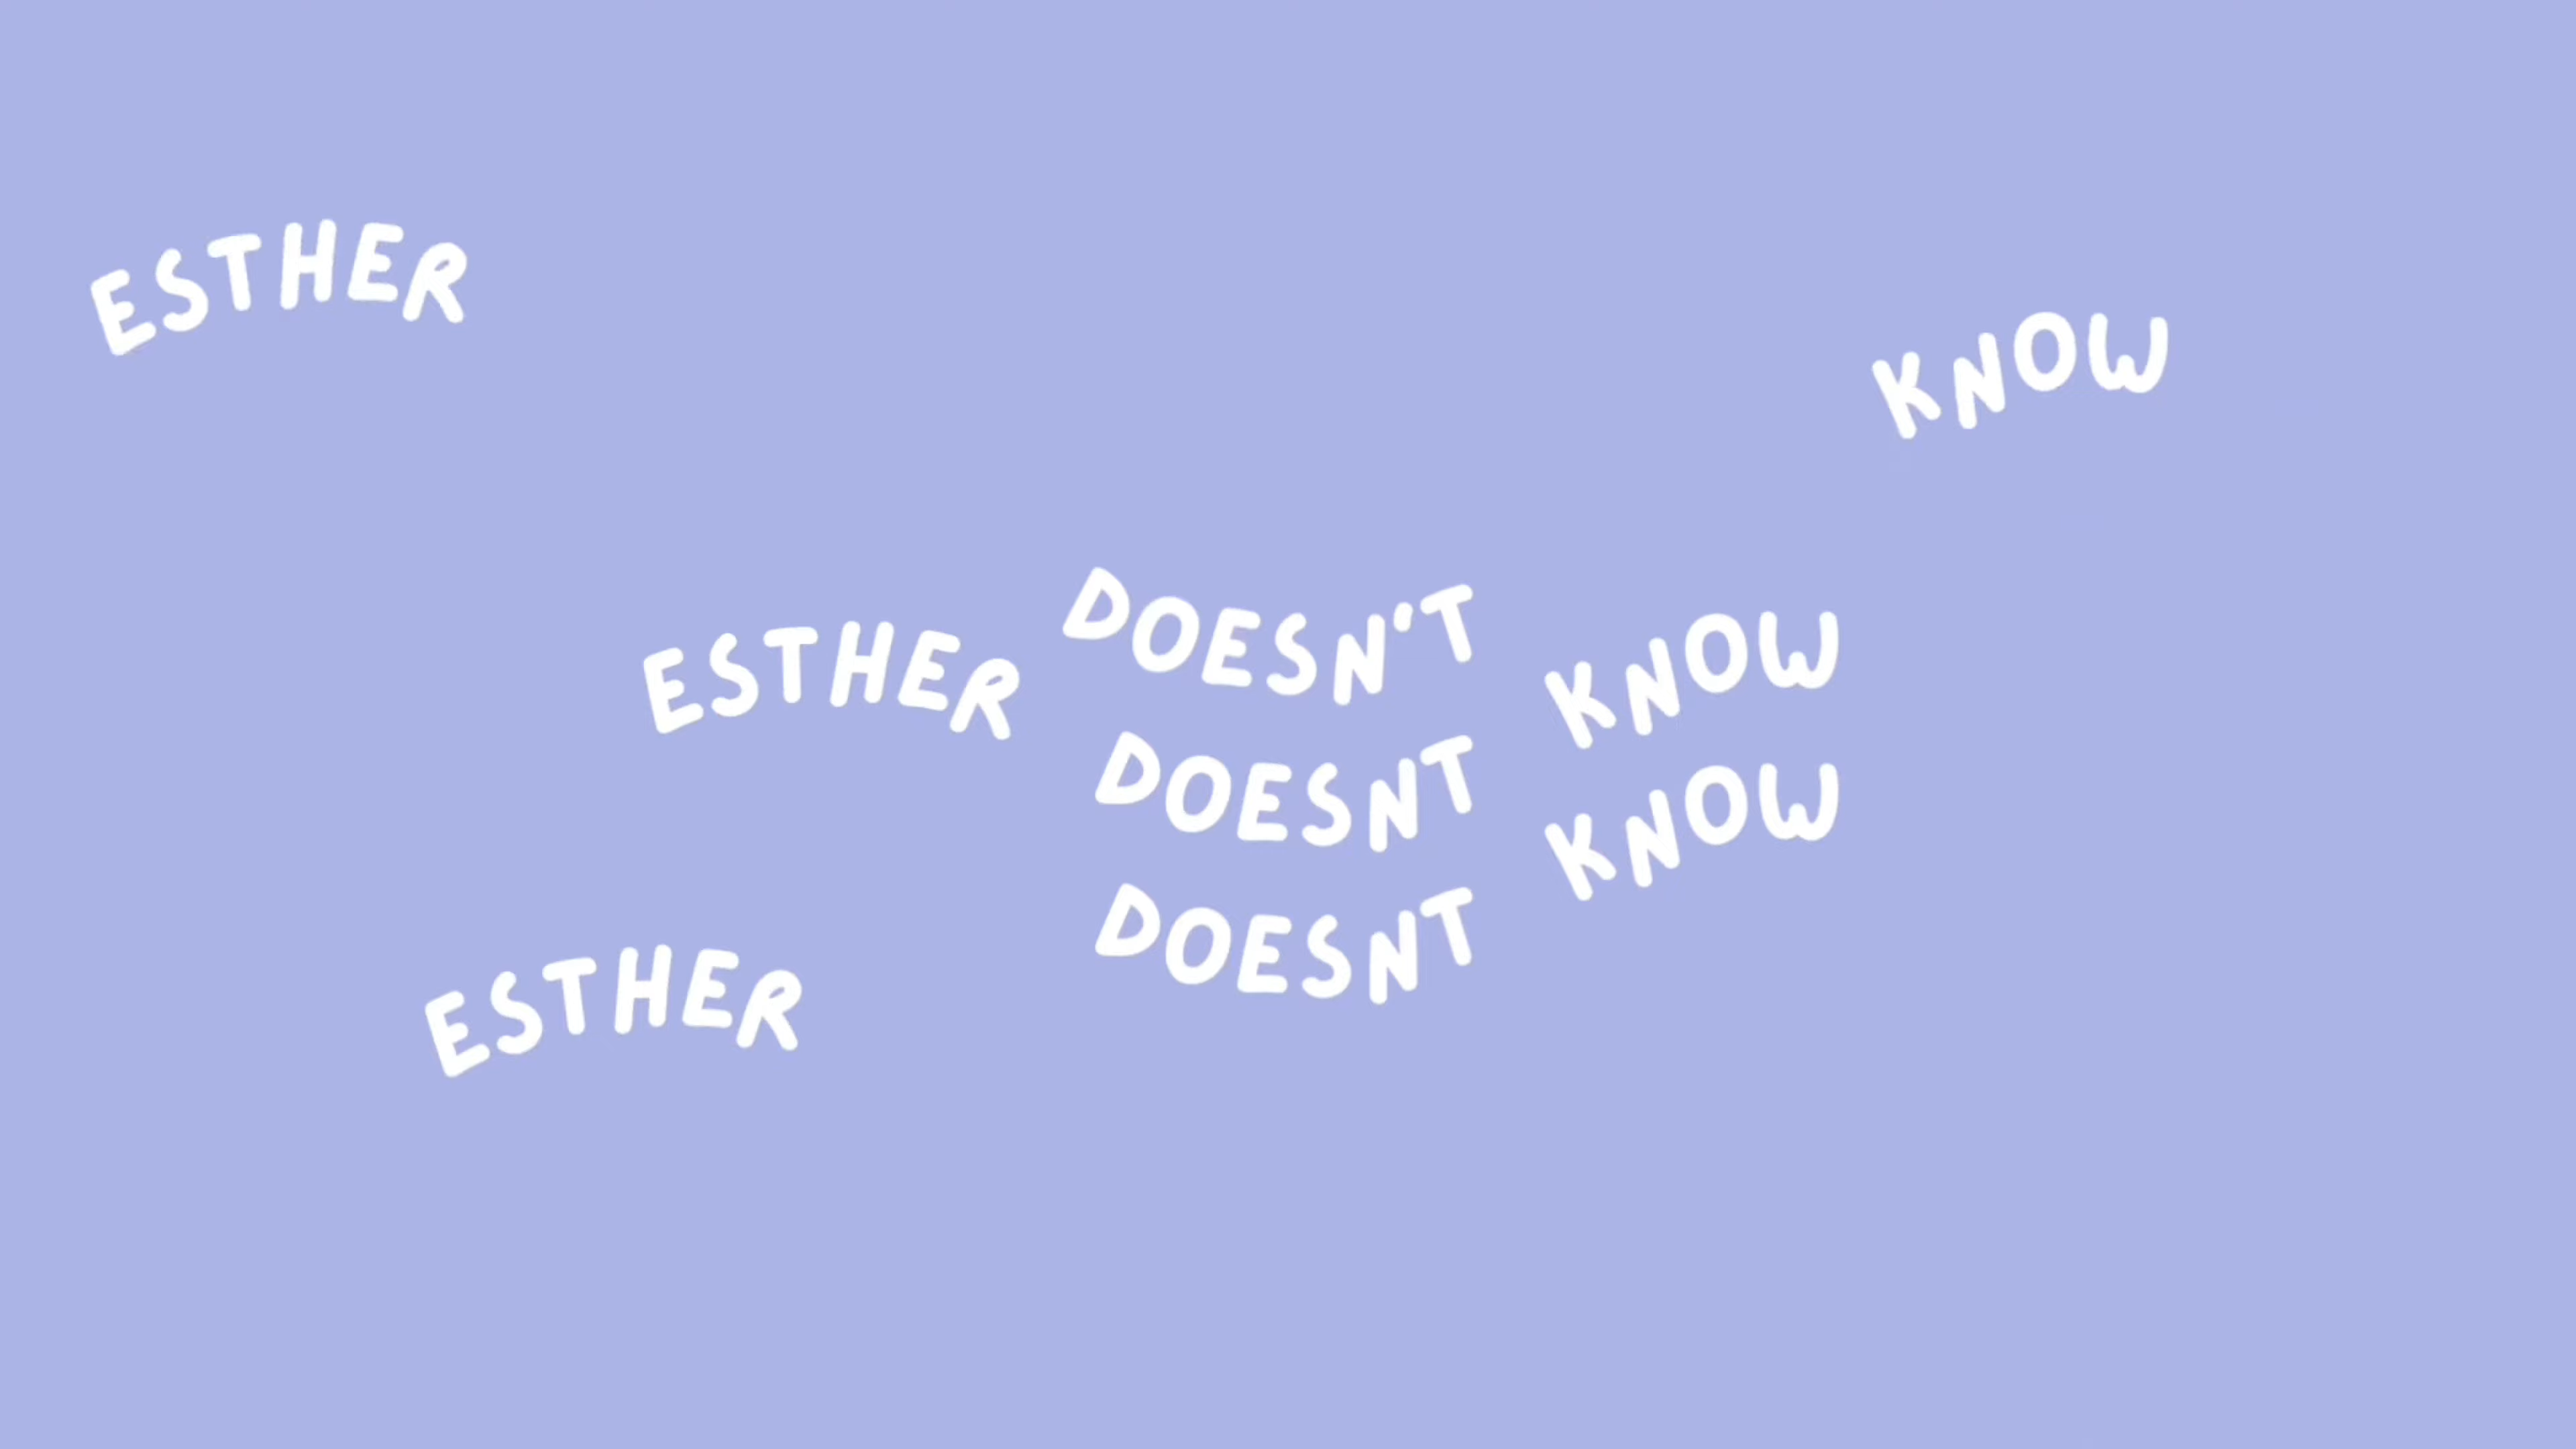 ESTHER
KNOW
ESTHER DOESN'T KNOW
DOESNT KNOW
DOESNT
ESTHER